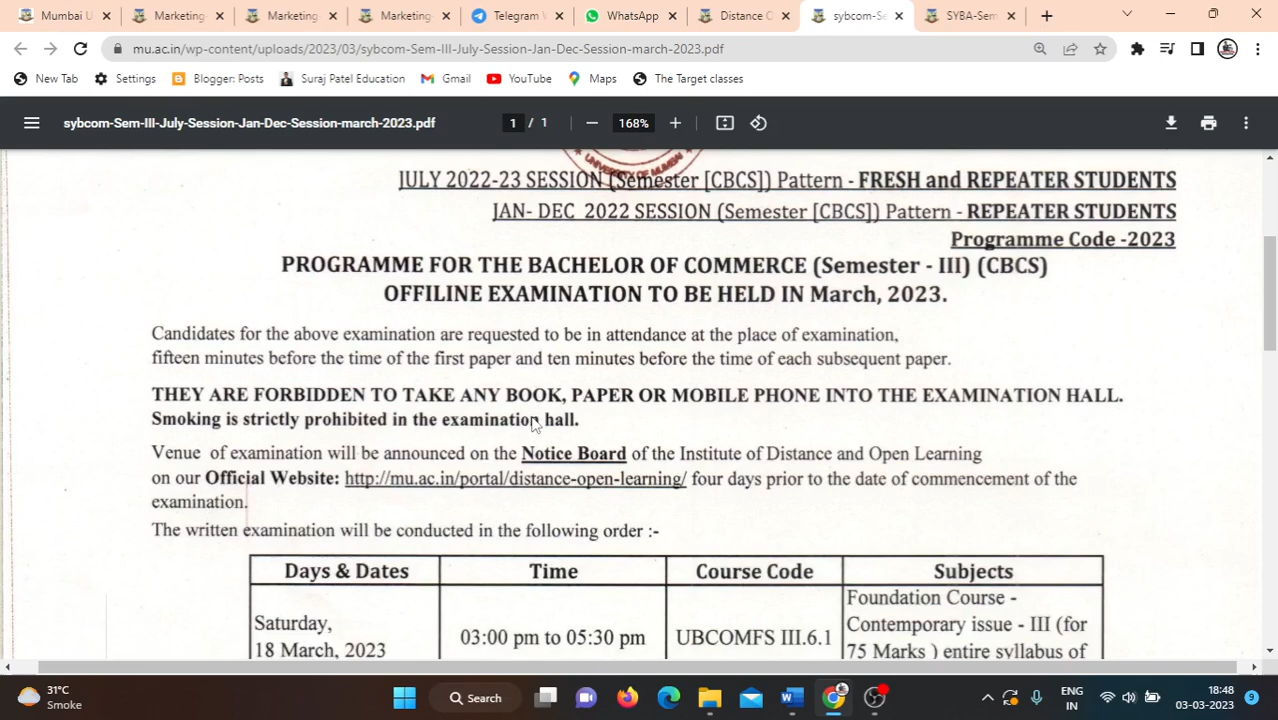 Mumbai U
Marketing
Marketing
Marketing
Telegram
WhatsApp
Distance O
sybcom-Se
SYBA-Sem
mu.ac.in/wp-content/uploads/2023/03/sybcom-Sem-III-July-Session-Jan-Dec-Session-march-2023.pdf
New Tab
Settings
Blogger: Posts
Suraj Patel Education
Gmail
YouTube
Maps
The Target classes
sybcom-Sem-III-July-Session-Jan-Dec-Session-march-2023.pdf
1 / 1
168%
UNIVERSITY OF MUMBAI
JULY 2022-23 SESSION (Semester [CBCS]) Pattern - FRESH and REPEATER STUDENTS
JAN- DEC 2022 SESSION (Semester [CBCS]) Pattern - REPEATER STUDENTS
Programme Code -2023
PROGRAMME FOR THE BACHELOR OF COMMERCE (Semester - III) (CBCS)
OFFILINE EXAMINATION TO BE HELD IN March, 2023.
Candidates for the above examination are requested to be in attendance at the place of examination,
fifteen minutes before the time of the first paper and ten minutes before the time of each subsequent paper.
THEY ARE FORBIDDEN TO TAKE ANY BOOK, PAPER OR MOBILE PHONE INTO THE EXAMINATION HALL.
Smoking is strictly prohibited in the examination hall.
Venue of examination will be announced on the Notice Board of the Institute of Distance and Open Learning
on our Official Website: http://mu.ac.in/portal/distance-open-learning/ four days prior to the date of commencement of the
examination.
The written examination will be conducted in the following order :-
Days & Dates
Time
Course Code
Subjects
Saturday,
18 March, 2023
03:00 pm to 05:30 pm
UBCOMFS III.6.1
Foundation Course -
Contemporary issue - III (for
75 Marks ) entire syllabus of
31°C
Smoke
Search
ENG
IN
18:48
03-03-2023
9